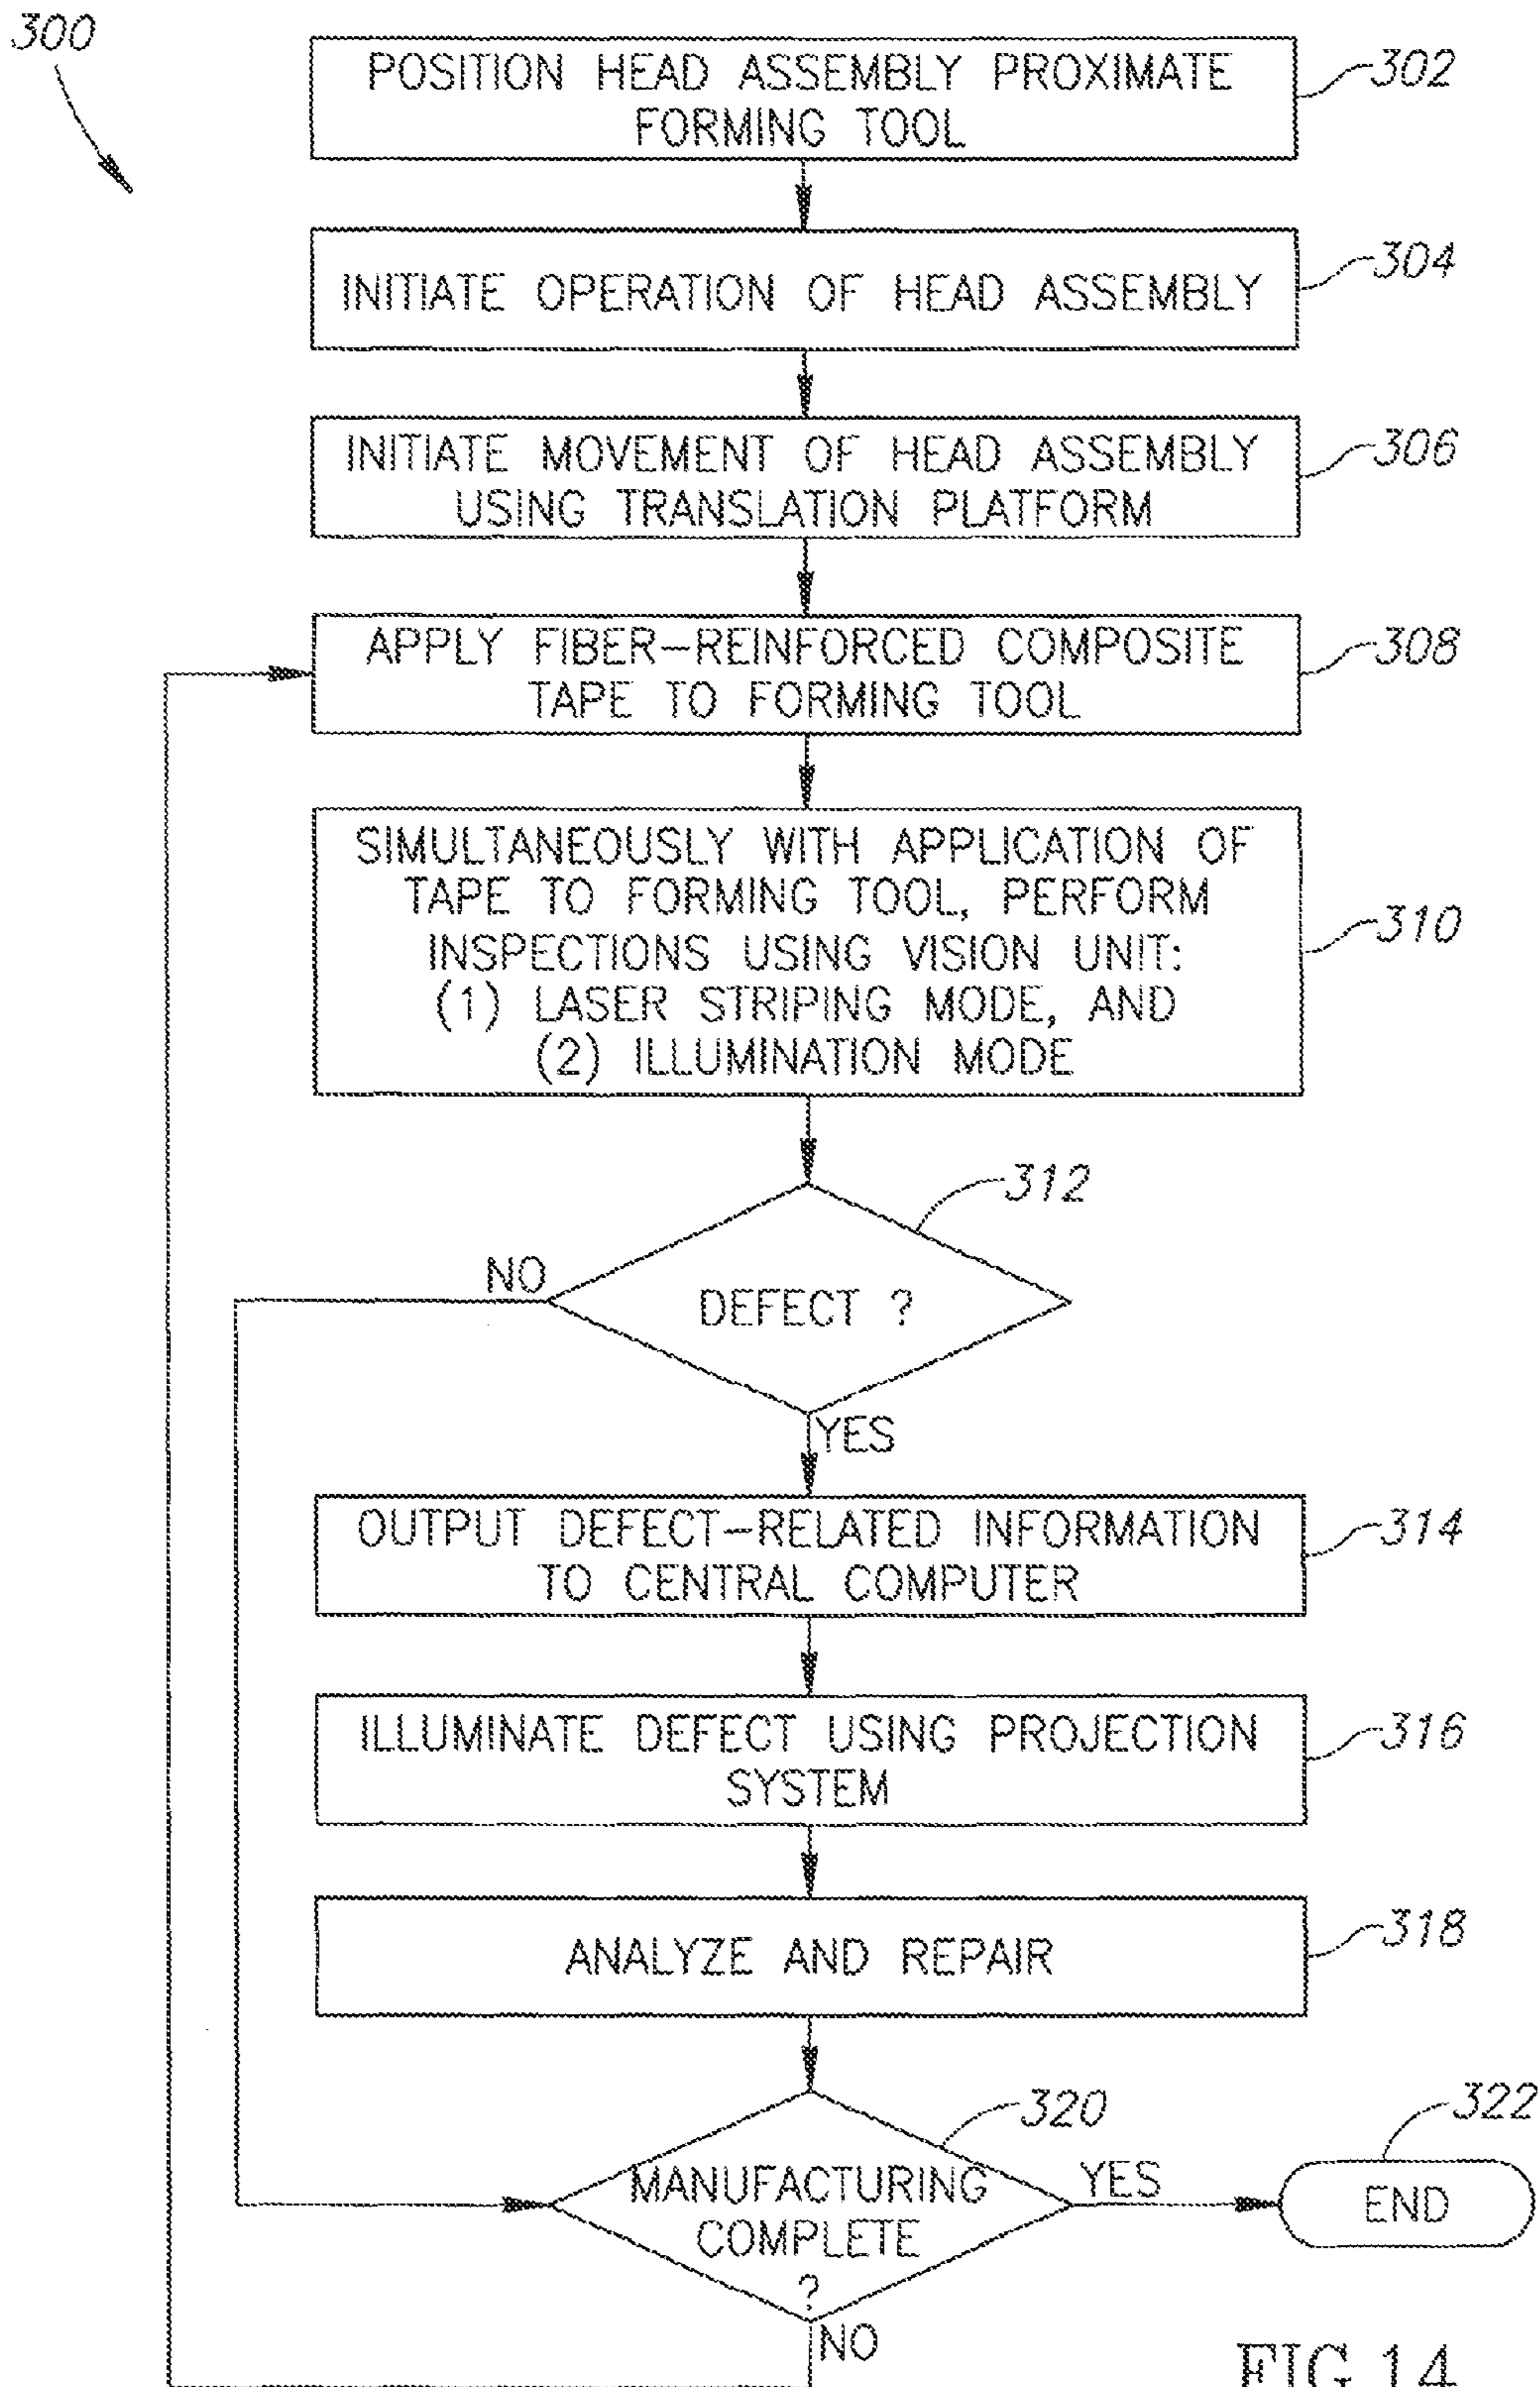 300
POSITION HEAD ASSEMBLY PROXIMATE
FORMING TOOL
302
INITIATE OPERATION OF HEAD ASSEMBLY
304
INITIATE MOVEMENT OF HEAD ASSEMBLY
USING TRANSLATION PLATFORM
306
APPLY FIBER-REINFORCED COMPOSITE
TAPE TO FORMING TOOL
308
SIMULTANEOUSLY WITH APPLICATION OF
TAPE TO FORMING TOOL, PERFORM
INSPECTIONS USING VISION UNIT:
(1) LASER STRIPING MODE, AND
(2) ILLUMINATION MODE
310
312
NO
DEFECT ?
YES
OUTPUT DEFECT-RELATED INFORMATION
TO CENTRAL COMPUTER
314
ILLUMINATE DEFECT USING PROJECTION
SYSTEM
316
ANALYZE AND REPAIR
318
320
322
MANUFACTURING
COMPLETE
?
YES
END
NO
FIG.14